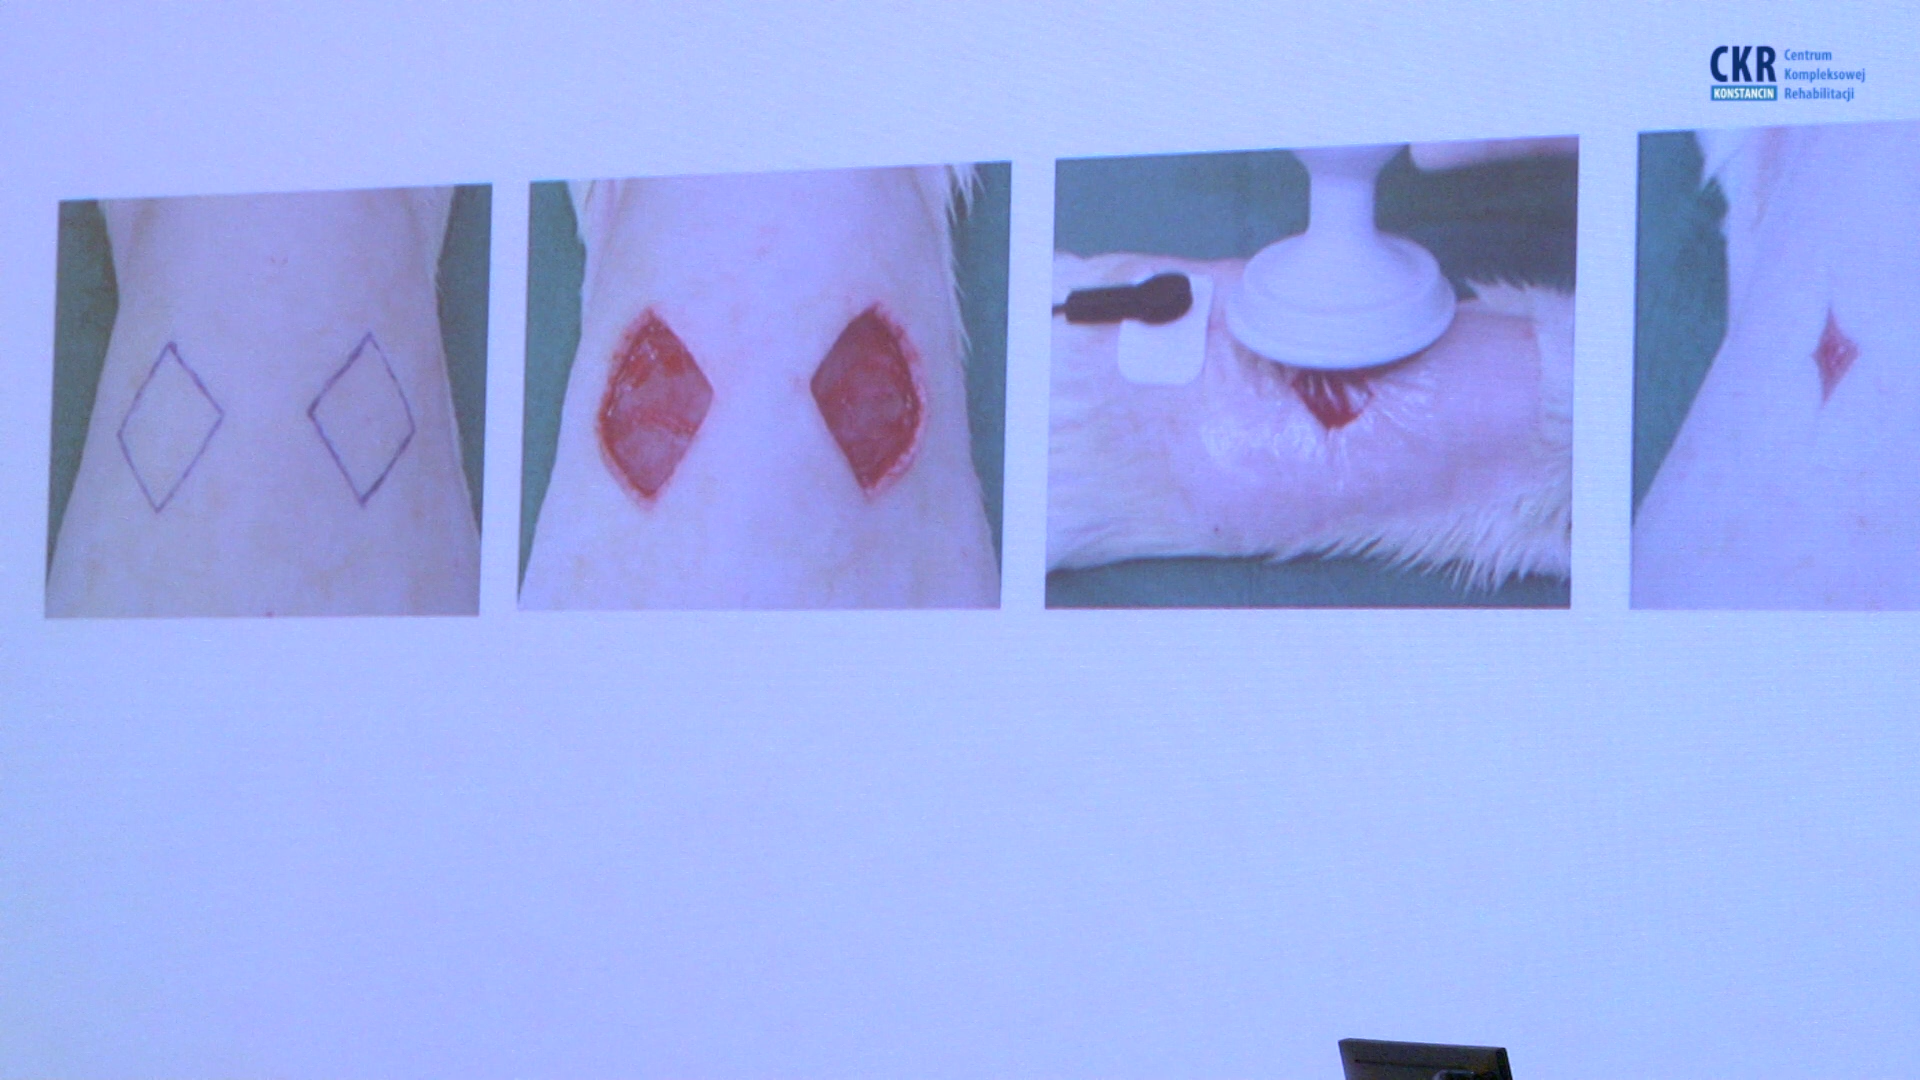 CKR
KONSTANCIN
Centrum
Kompleksowej
Rehabilitacji